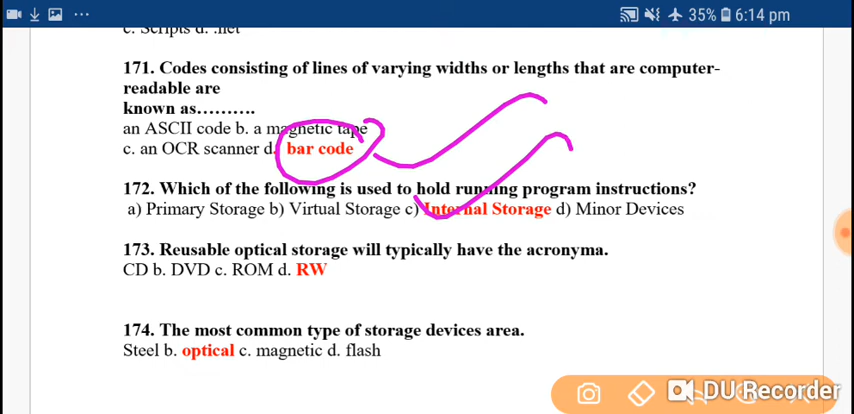 35% 6:14 pm
c. Scripts d. .net
171. Codes consisting of lines of varying widths or lengths that are computer-
readable are
known as……….
an ASCII code b. a magnetic tape
c. an OCR scanner d. bar code
172. Which of the following is used to hold running program instructions?
a) Primary Storage b) Virtual Storage c) Internal Storage d) Minor Devices
173. Reusable optical storage will typically have the acronyma.
CD b. DVD c. ROM d. RW
174. The most common type of storage devices area.
Steel b. optical c. magnetic d. flash
DU Recorder